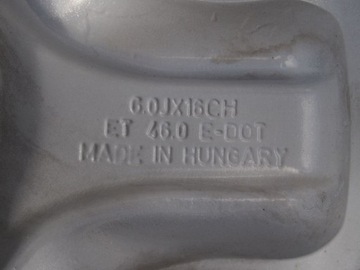 6.0JX16CH
ET 46.0 E-DOT
MADE IN HUNGARY